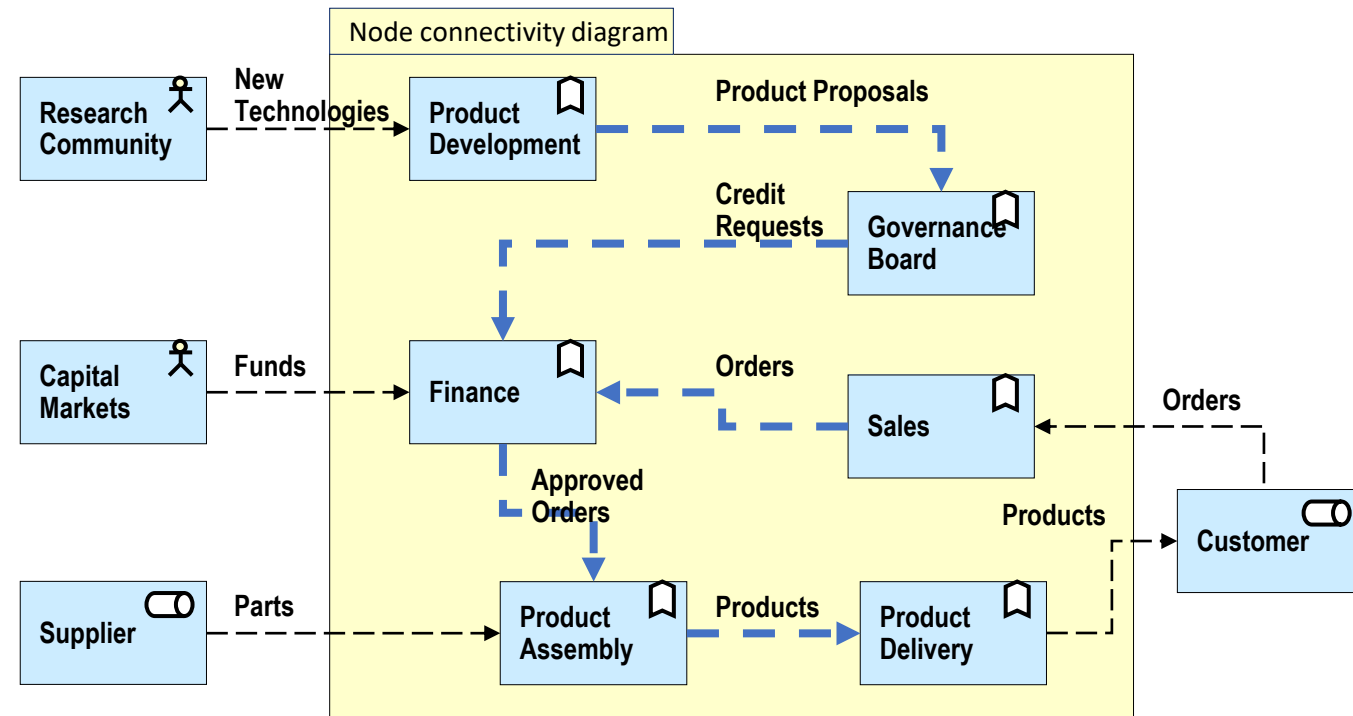 Node connectivity diagram
New
Technologies
Product Proposals
Research
Community
Product
Development
Credit
Requests
Governance
Board
Capital
Markets
Funds
Finance
Orders
Sales
Orders
Approved
Orders
Products
Customer
Supplier
Parts
Product
Assembly
Products
Product
Delivery